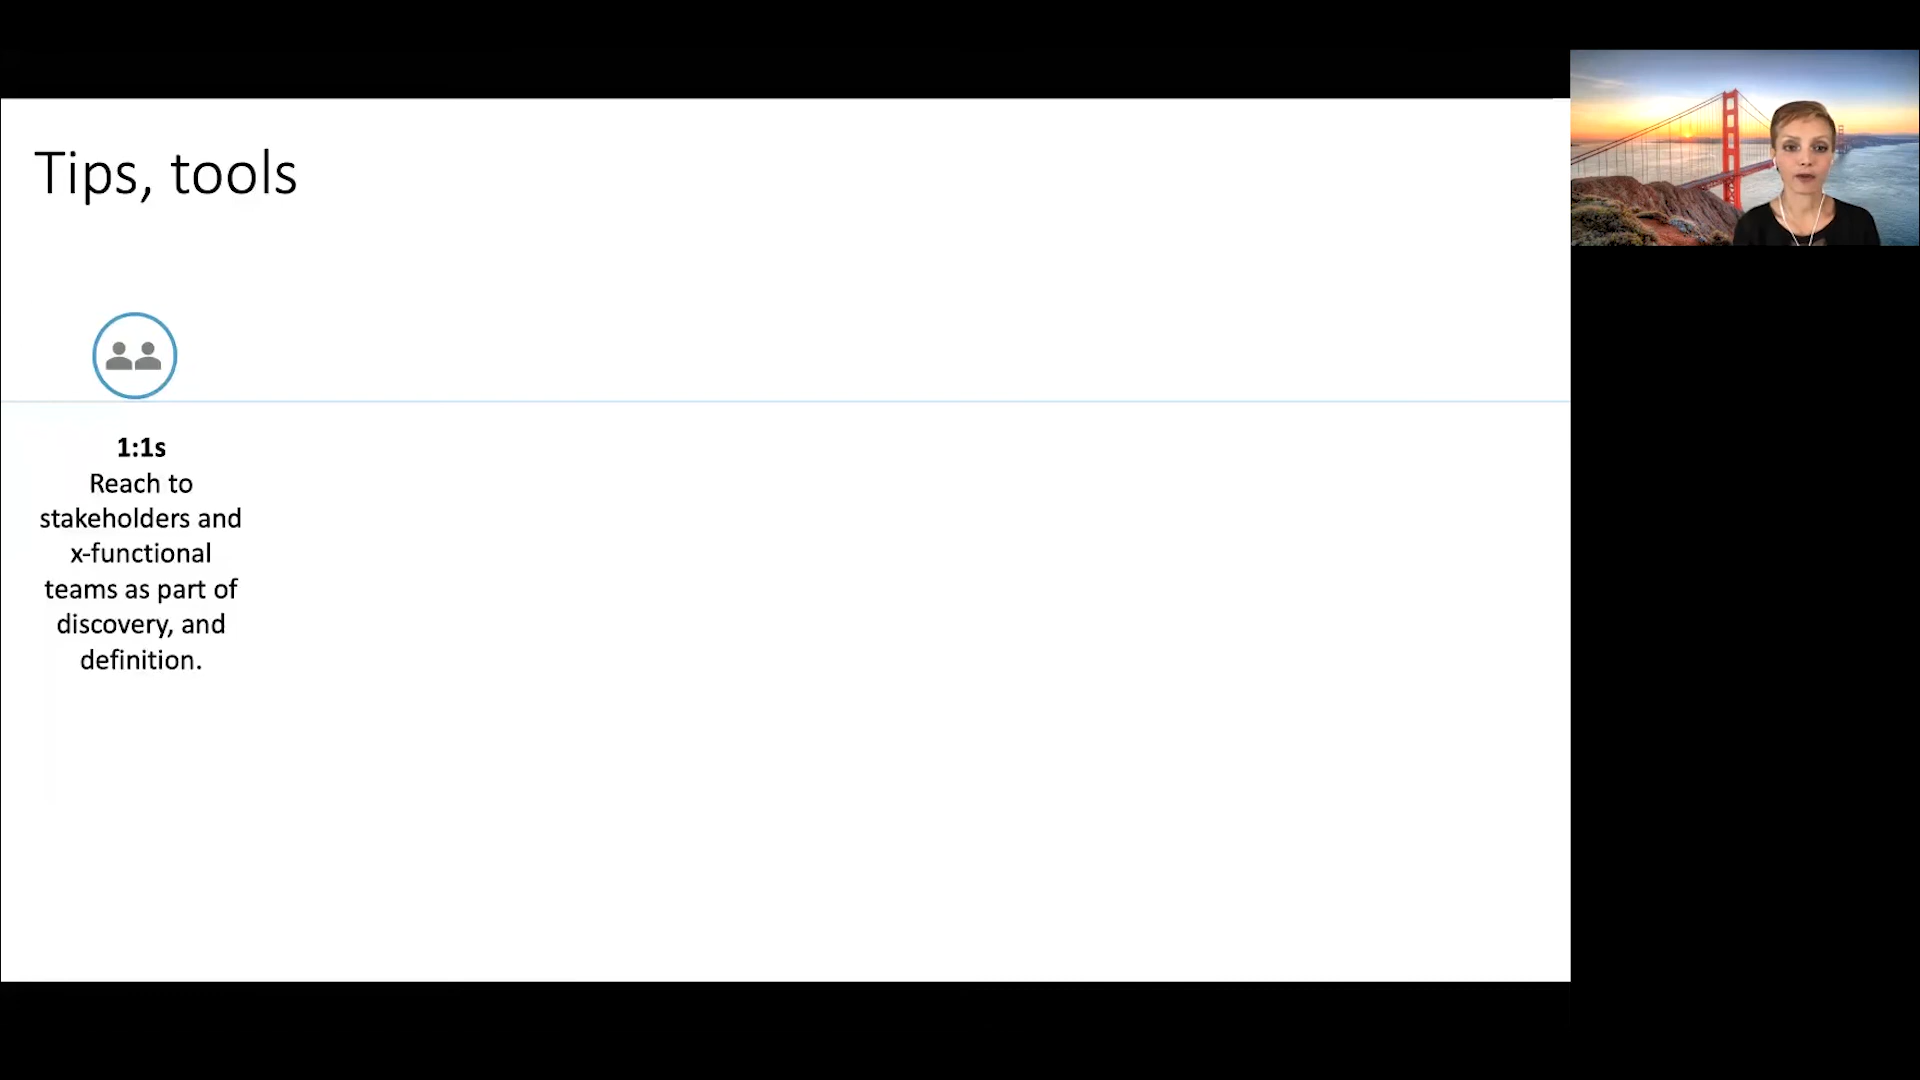 Tips, tools
1:1s
Reach to
stakeholders and
x-functional
teams as part of
discovery, and
definition.